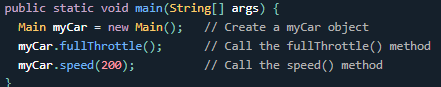 public static void main(String[] args) {
  Main myCar = new Main();   // Create a myCar object
  myCar.fullThrottle();      // Call the fullThrottle() method
  myCar.speed(200);          // Call the speed() method
}